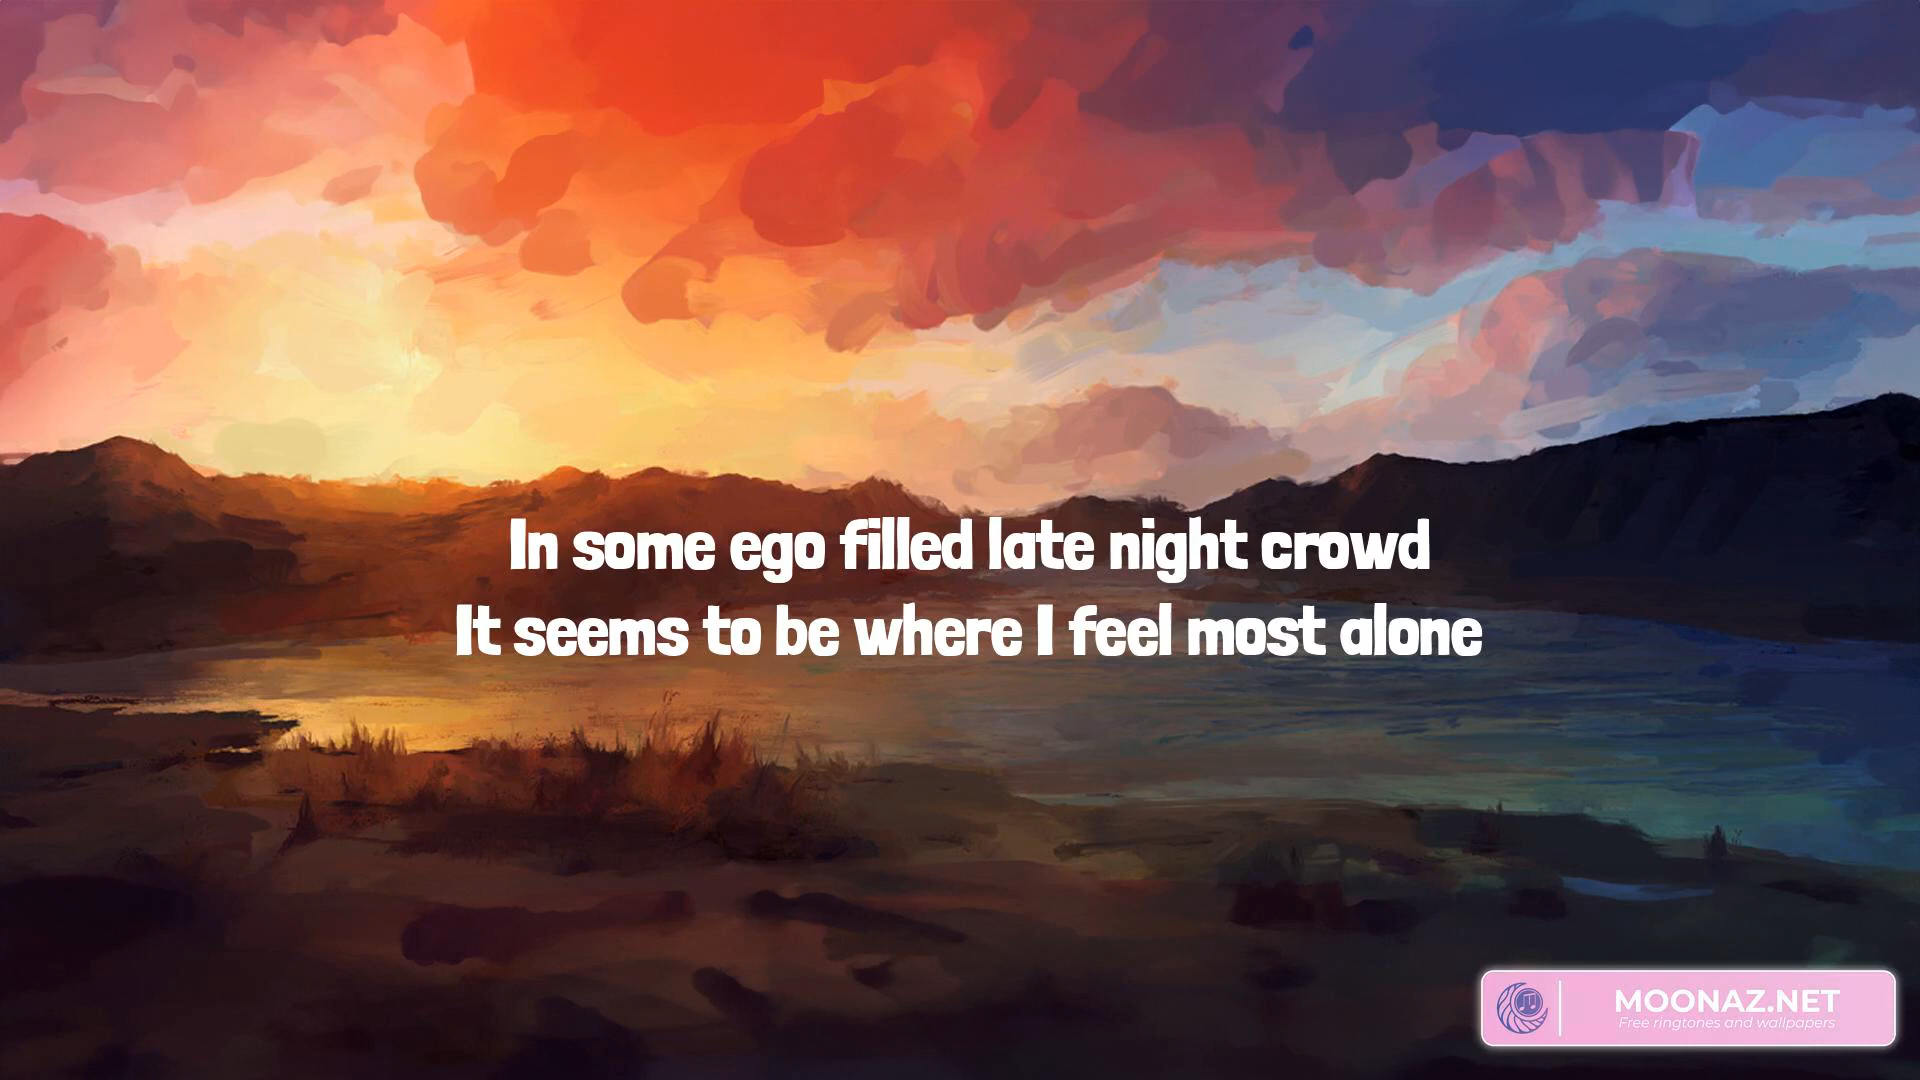 In some ego filled late night crowd
It seems to be where I feel most alone
MOONAZ.NET
Free ringtones and wallpapers